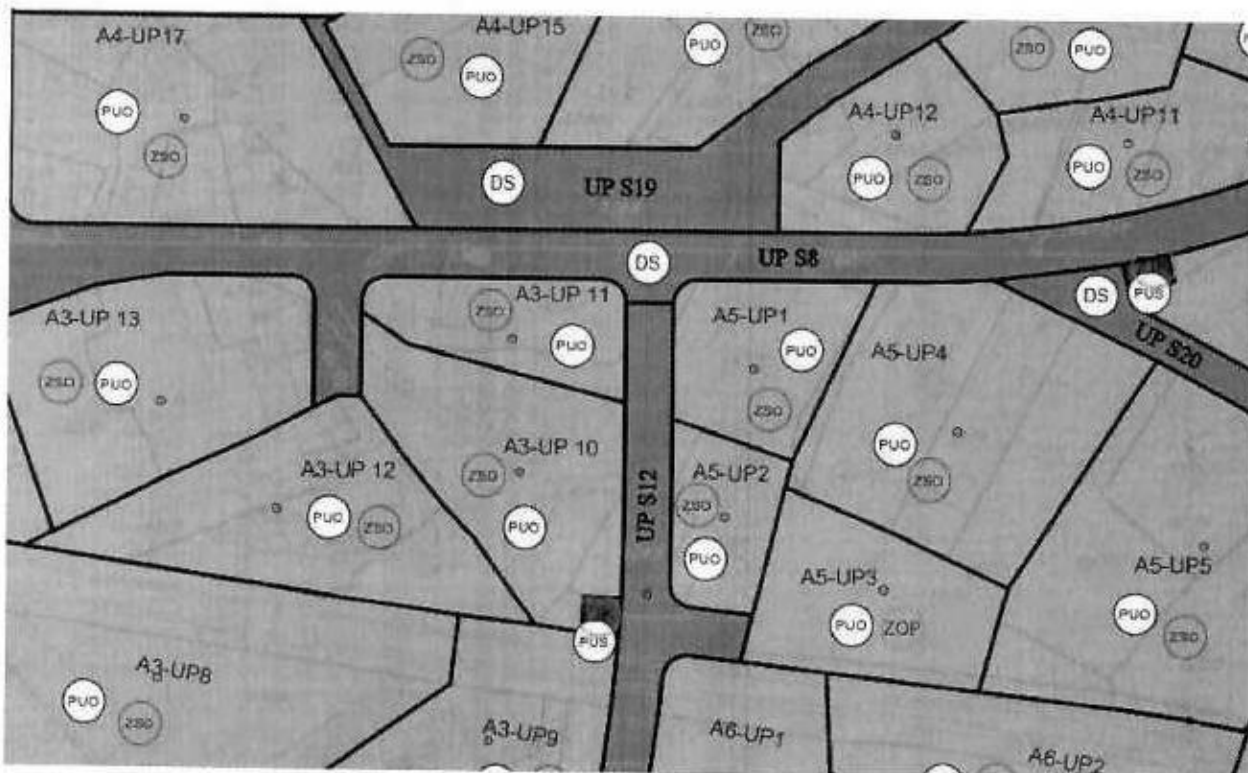 A4-UP17
PUO
ZSO
A4-UP15
ZSO
PUO
PUO
ZSO
ZSO
PUO
A4-UP12
PUO
ZSO
A4-UP11
PUO
ZSO
DS
UP S19
DS
UP S8
DS
PUS
UP S20
A3-UP 13
ZSO
PUO
A3-UP 11
ZSO
PUO
A5-UP1
PUO
ZSO
A5-UP4
PUO
ZSO
A3-UP 12
PUO
ZSO
A3-UP 10
ZSO
PUO
UP S12
A5-UP2
ZSO
PUO
A5-UP3
PUO
ZOP
A5-UP5
PUO
ZSO
PUS
A3-UP8
PUO
ZSO
A3-UP9
A6-UP1
A6-UP2